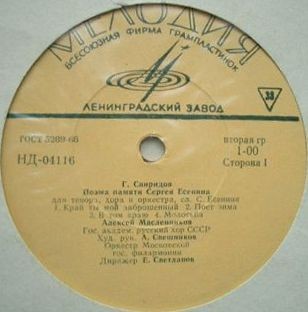 МЕЛОДИЯ
ВСЕСОЮЗНАЯ ФИРМА ГРАМПЛАСТИНОК
33
ЛЕНИНГРАДСКИЙ ЗАВОД
ГОСТ 5289-68
НД-04116
вторая гр
1-00
Сторона 1
Г. Свиридов
Поэма памяти Сергея Есенина
для тенора, хора и оркестра, сл. С. Есенина
1. Край ты мой заброшенный 2. Поет зима
3. В том краю 4. Молотьба
Алексей Масленников
Гос. академ. русский хор СССР
Худ. рук. А. Свешников
Оркестр Московской
гос. филармонии
Дирижер Е. Светланов